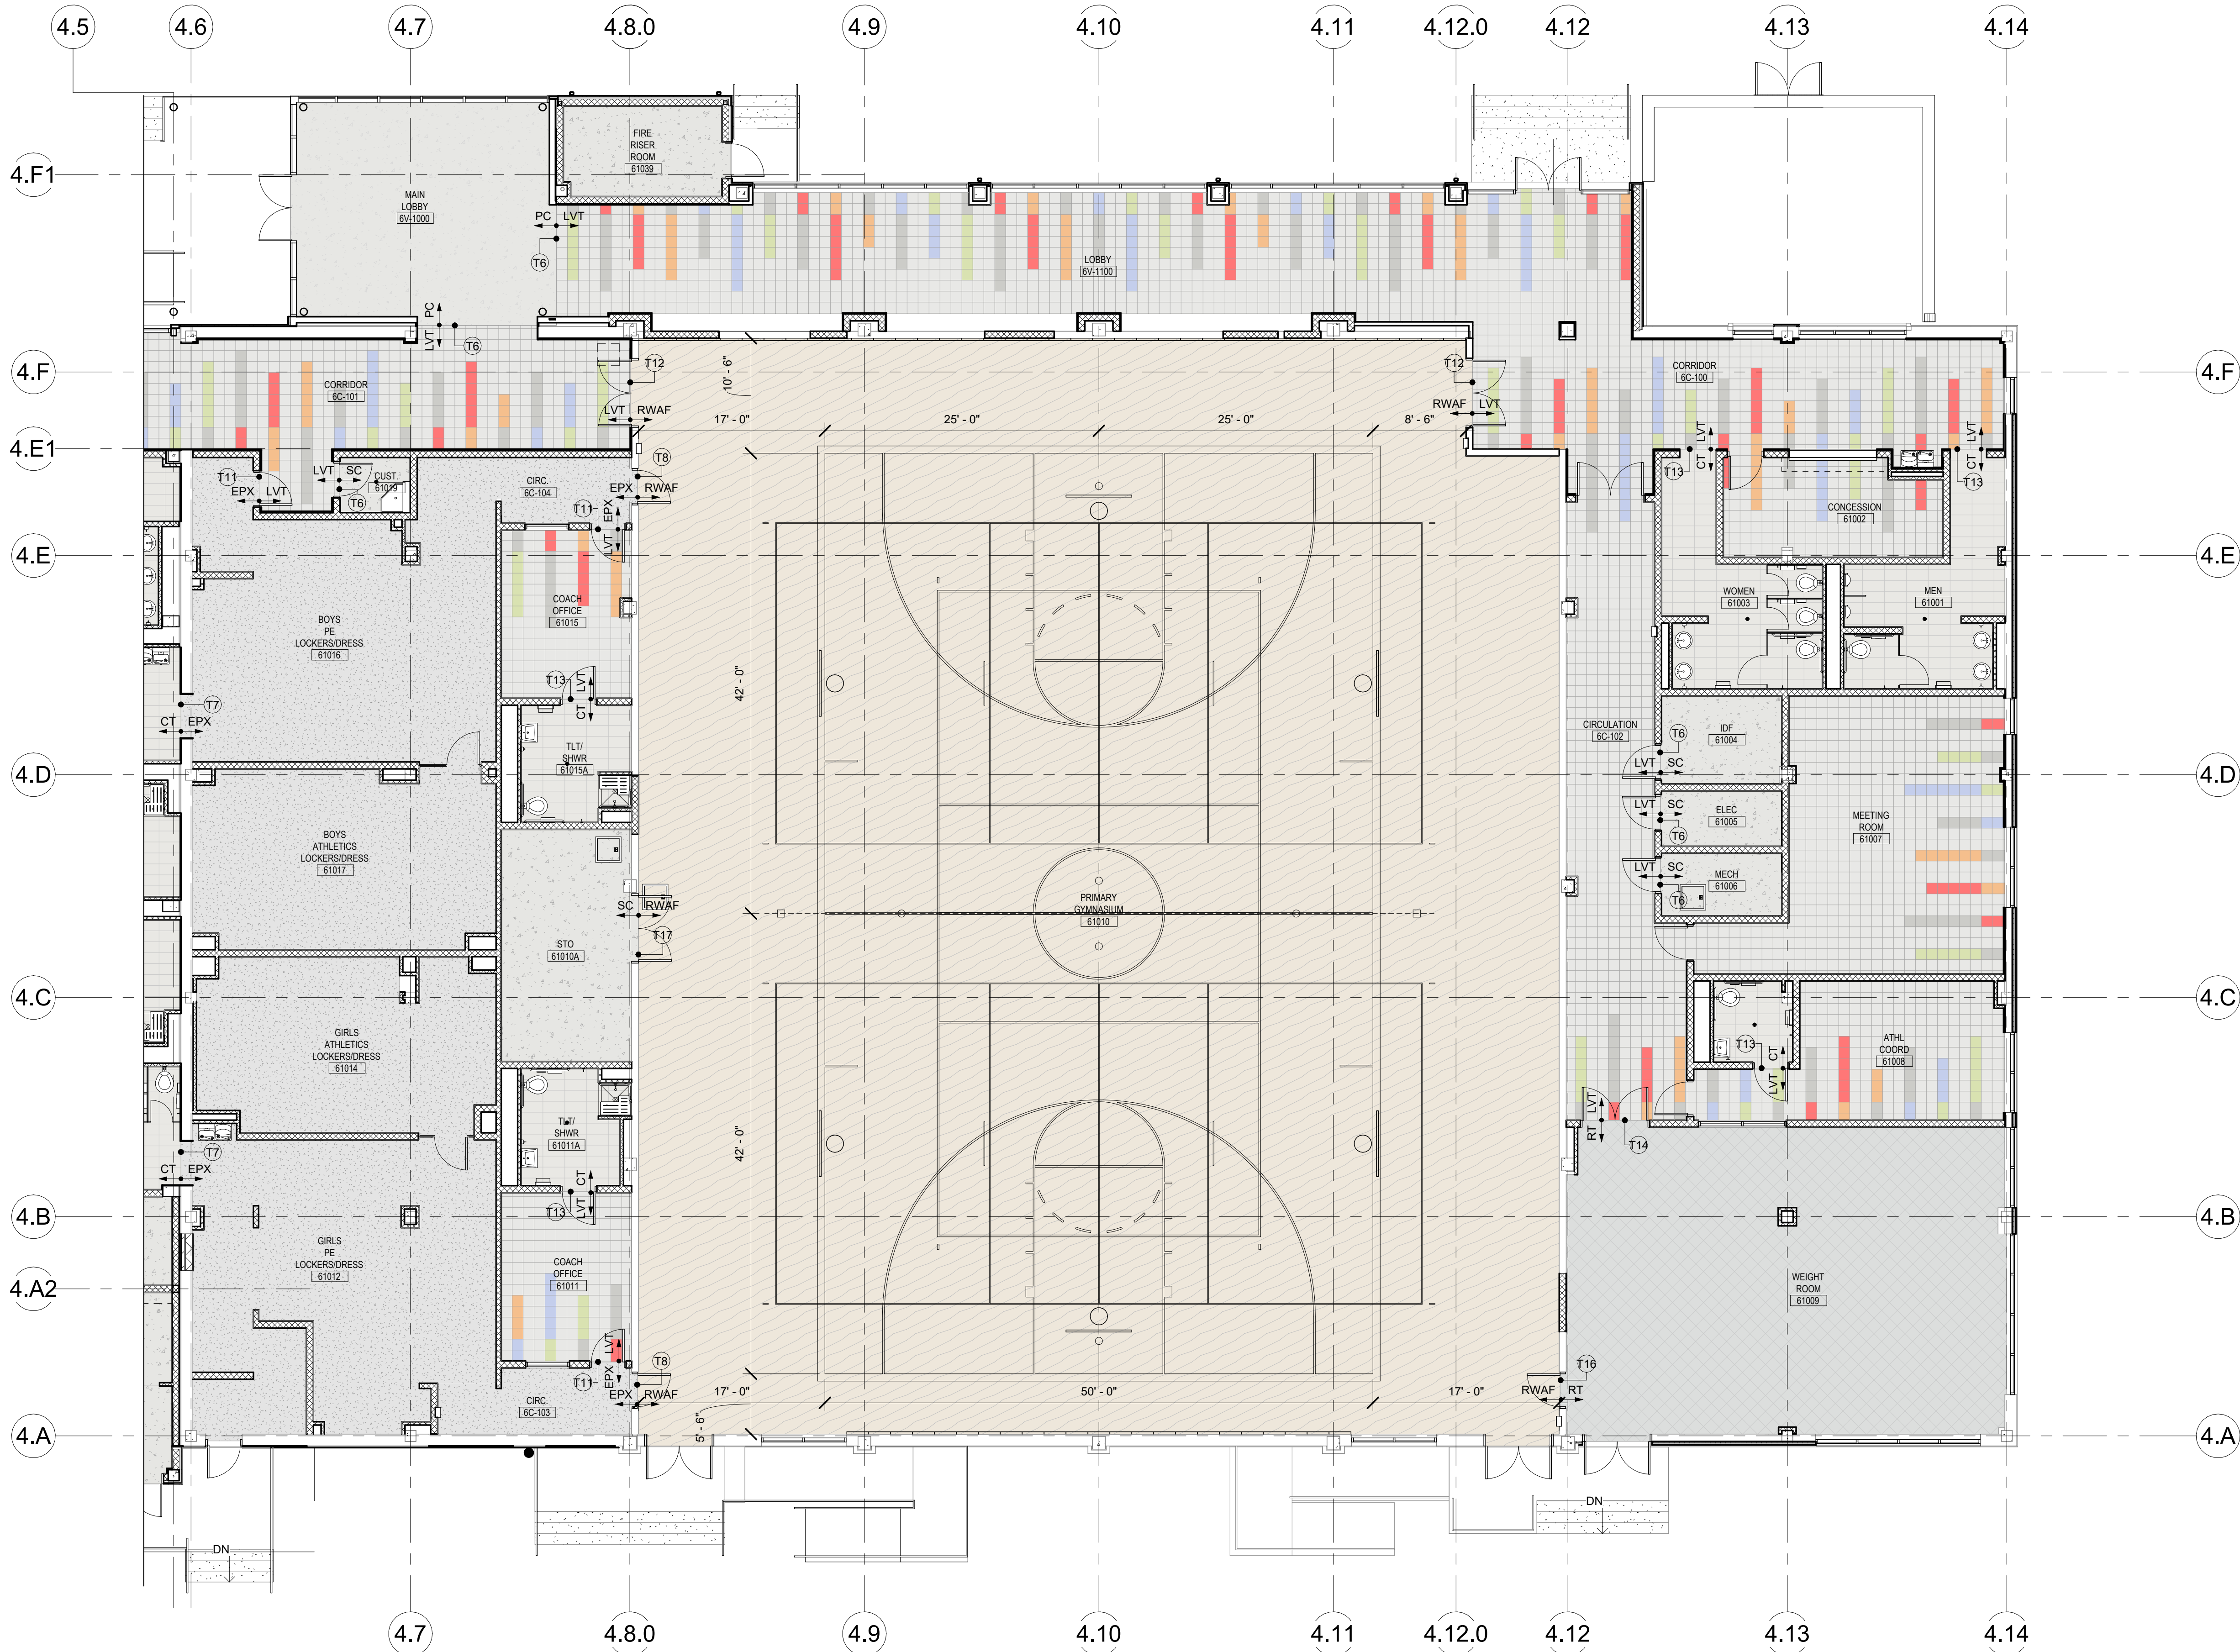 4.5
4.6
4.7
4.8.0
4.9
4.10
4.11
4.12.0
4.12
4.13
4.14
4.F1
FIRE
RISER
ROOM
61039
MAIN
LOBBY
6V-1000
PC LVT
T6
LOBBY
6V-1100
LVT PC
T6
4.F
CORRIDOR
6C-101
T12
LVT RWAF
10' - 6"
17' - 0"
25' - 0"
25' - 0"
8' - 6"
T12
RWAF LVT
CORRIDOR
6C-100
4.F
4.E1
T11
EPX LVT
LVT SC
T6
CUST.
61019
CIRC.
6C-104
T8
EPX RWAF
T11
LVT EPX
CT LVT
T13
CT LVT
T13
CONCESSION
61002
4.E
4.E
COACH
OFFICE
61015
BOYS
PE
LOCKERS/DRESS
61016
WOMEN
61003
MEN
61001
T13
CT LVT
42' - 0"
T7
CT EPX
TLT/
SHWR
61015A
CIRCULATION
6C-102
IDF
61004
T6
LVT SC
4.D
4.D
ELEC
61005
LVT SC
T6
MEETING
ROOM
61007
BOYS
ATHLETICS
LOCKERS/DRESS
61017
MECH
61006
LVT SC
T6
PRIMARY
GYMNASIUM
61010
SC RWAF
T17
STO
61010A
4.C
4.C
GIRLS
ATHLETICS
LOCKERS/DRESS
61014
T13
LVT CT
ATHL
COORD
61008
TLT/
SHWR
61011A
RT LVT
T14
42' - 0"
T7
CT EPX
T13
LVT CT
4.B
4.B
GIRLS
PE
LOCKERS/DRESS
61012
COACH
OFFICE
61011
WEIGHT
ROOM
61009
4.A2
T11
EPX LVT
T8
EPX RWAF
CIRC.
6C-103
17' - 0"
50' - 0"
17' - 0"
5' - 6"
T16
RWAF RT
4.A
4.A
DN
DN
4.7
4.8.0
4.9
4.10
4.11
4.12.0
4.12
4.13
4.14